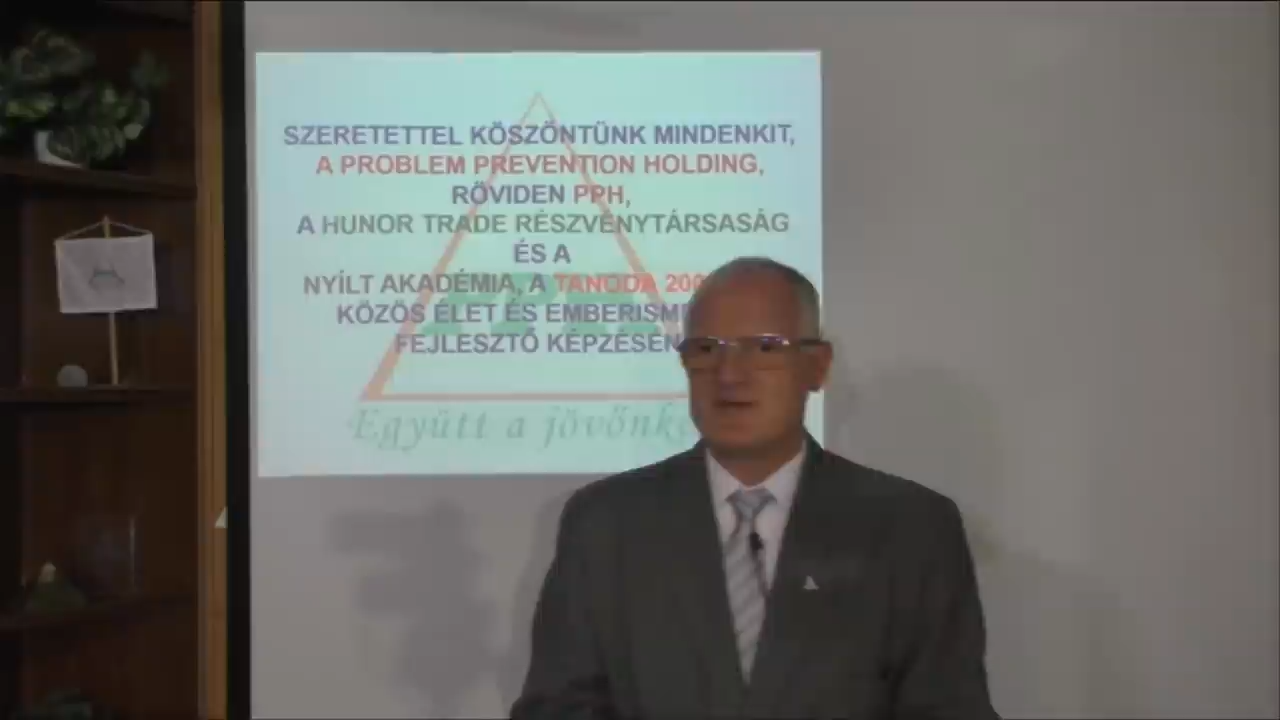 SZERETETTEL KÖSZÖNTÜNK MINDENKIT,
A PROBLEM PREVENTION HOLDING,
RÖVIDEN PPH,
A HUNOR TRADE RÉSZVÉNYTÁRSASÁG
ÉS A
NYÍLT AKADÉMIA, A TANODA
KÖZÖS ÉLET ÉS
FEJLESZTŐ
PPH
Együtt a